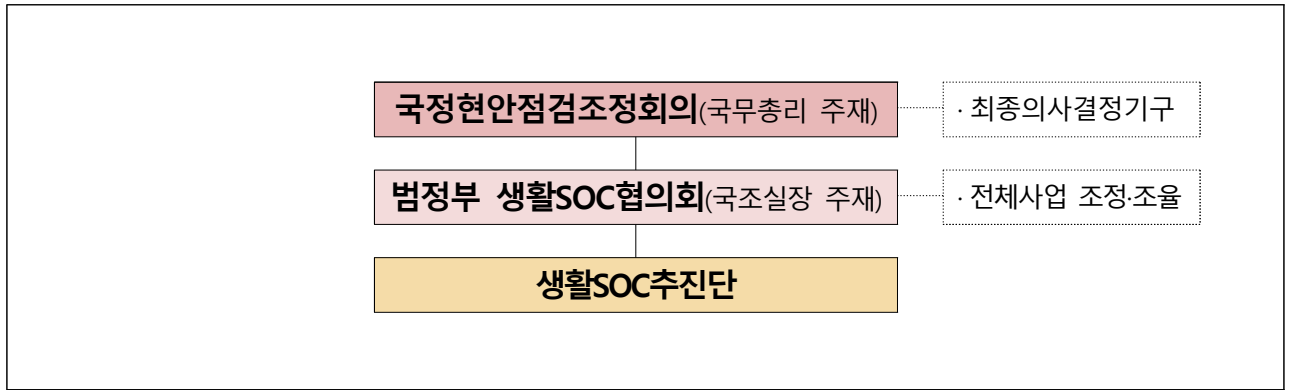 국정현안점검조정회의(국무총리 주재)
· 최종의사결정기구
범정부 생활SOC협의회(국조실장 주재)
· 전체사업 조정·조율
생활SOC추진단